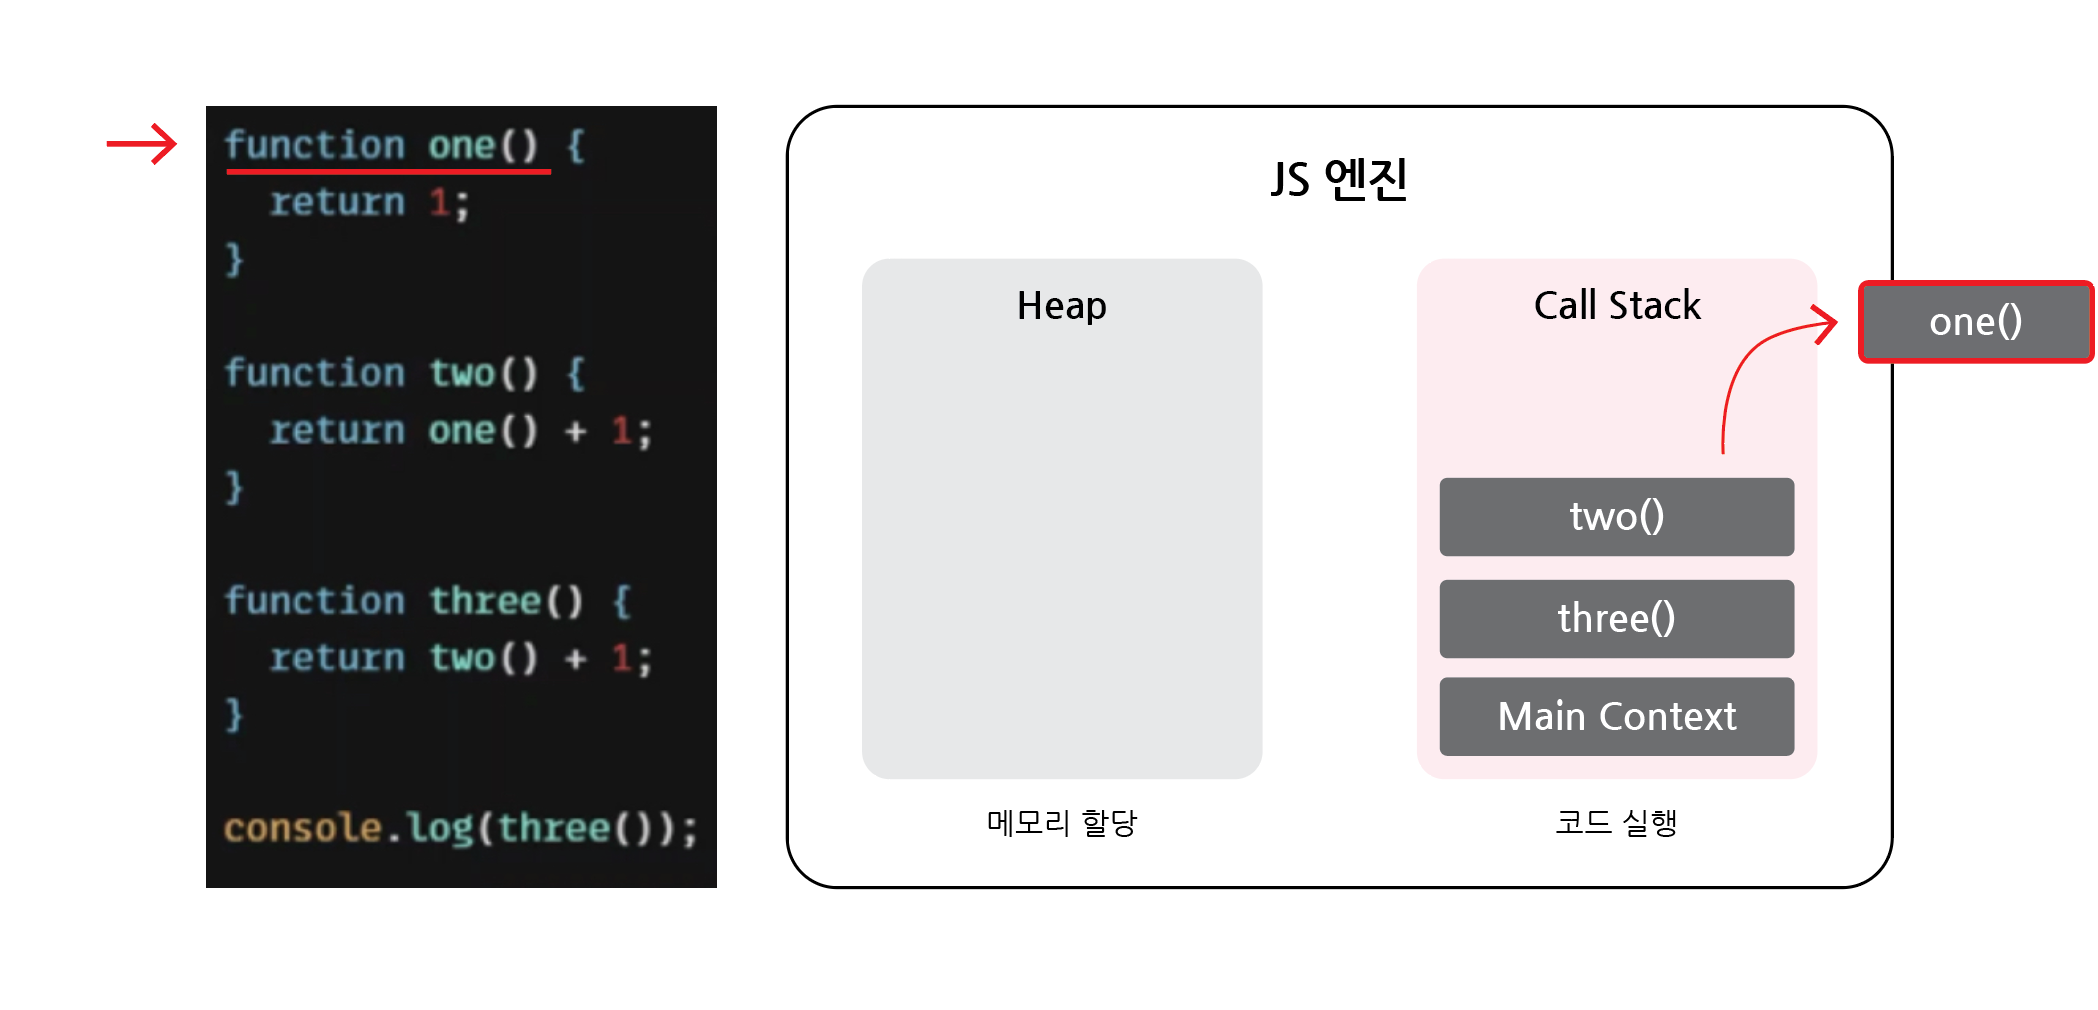 function one() {
  return 1;
}
function two() {
  return one() + 1;
}
function three() {
  return two() + 1;
}
console.log(three());
JS 엔진
Heap
메모리 할당
Call Stack
one()
two()
three()
Main Context
코드 실행